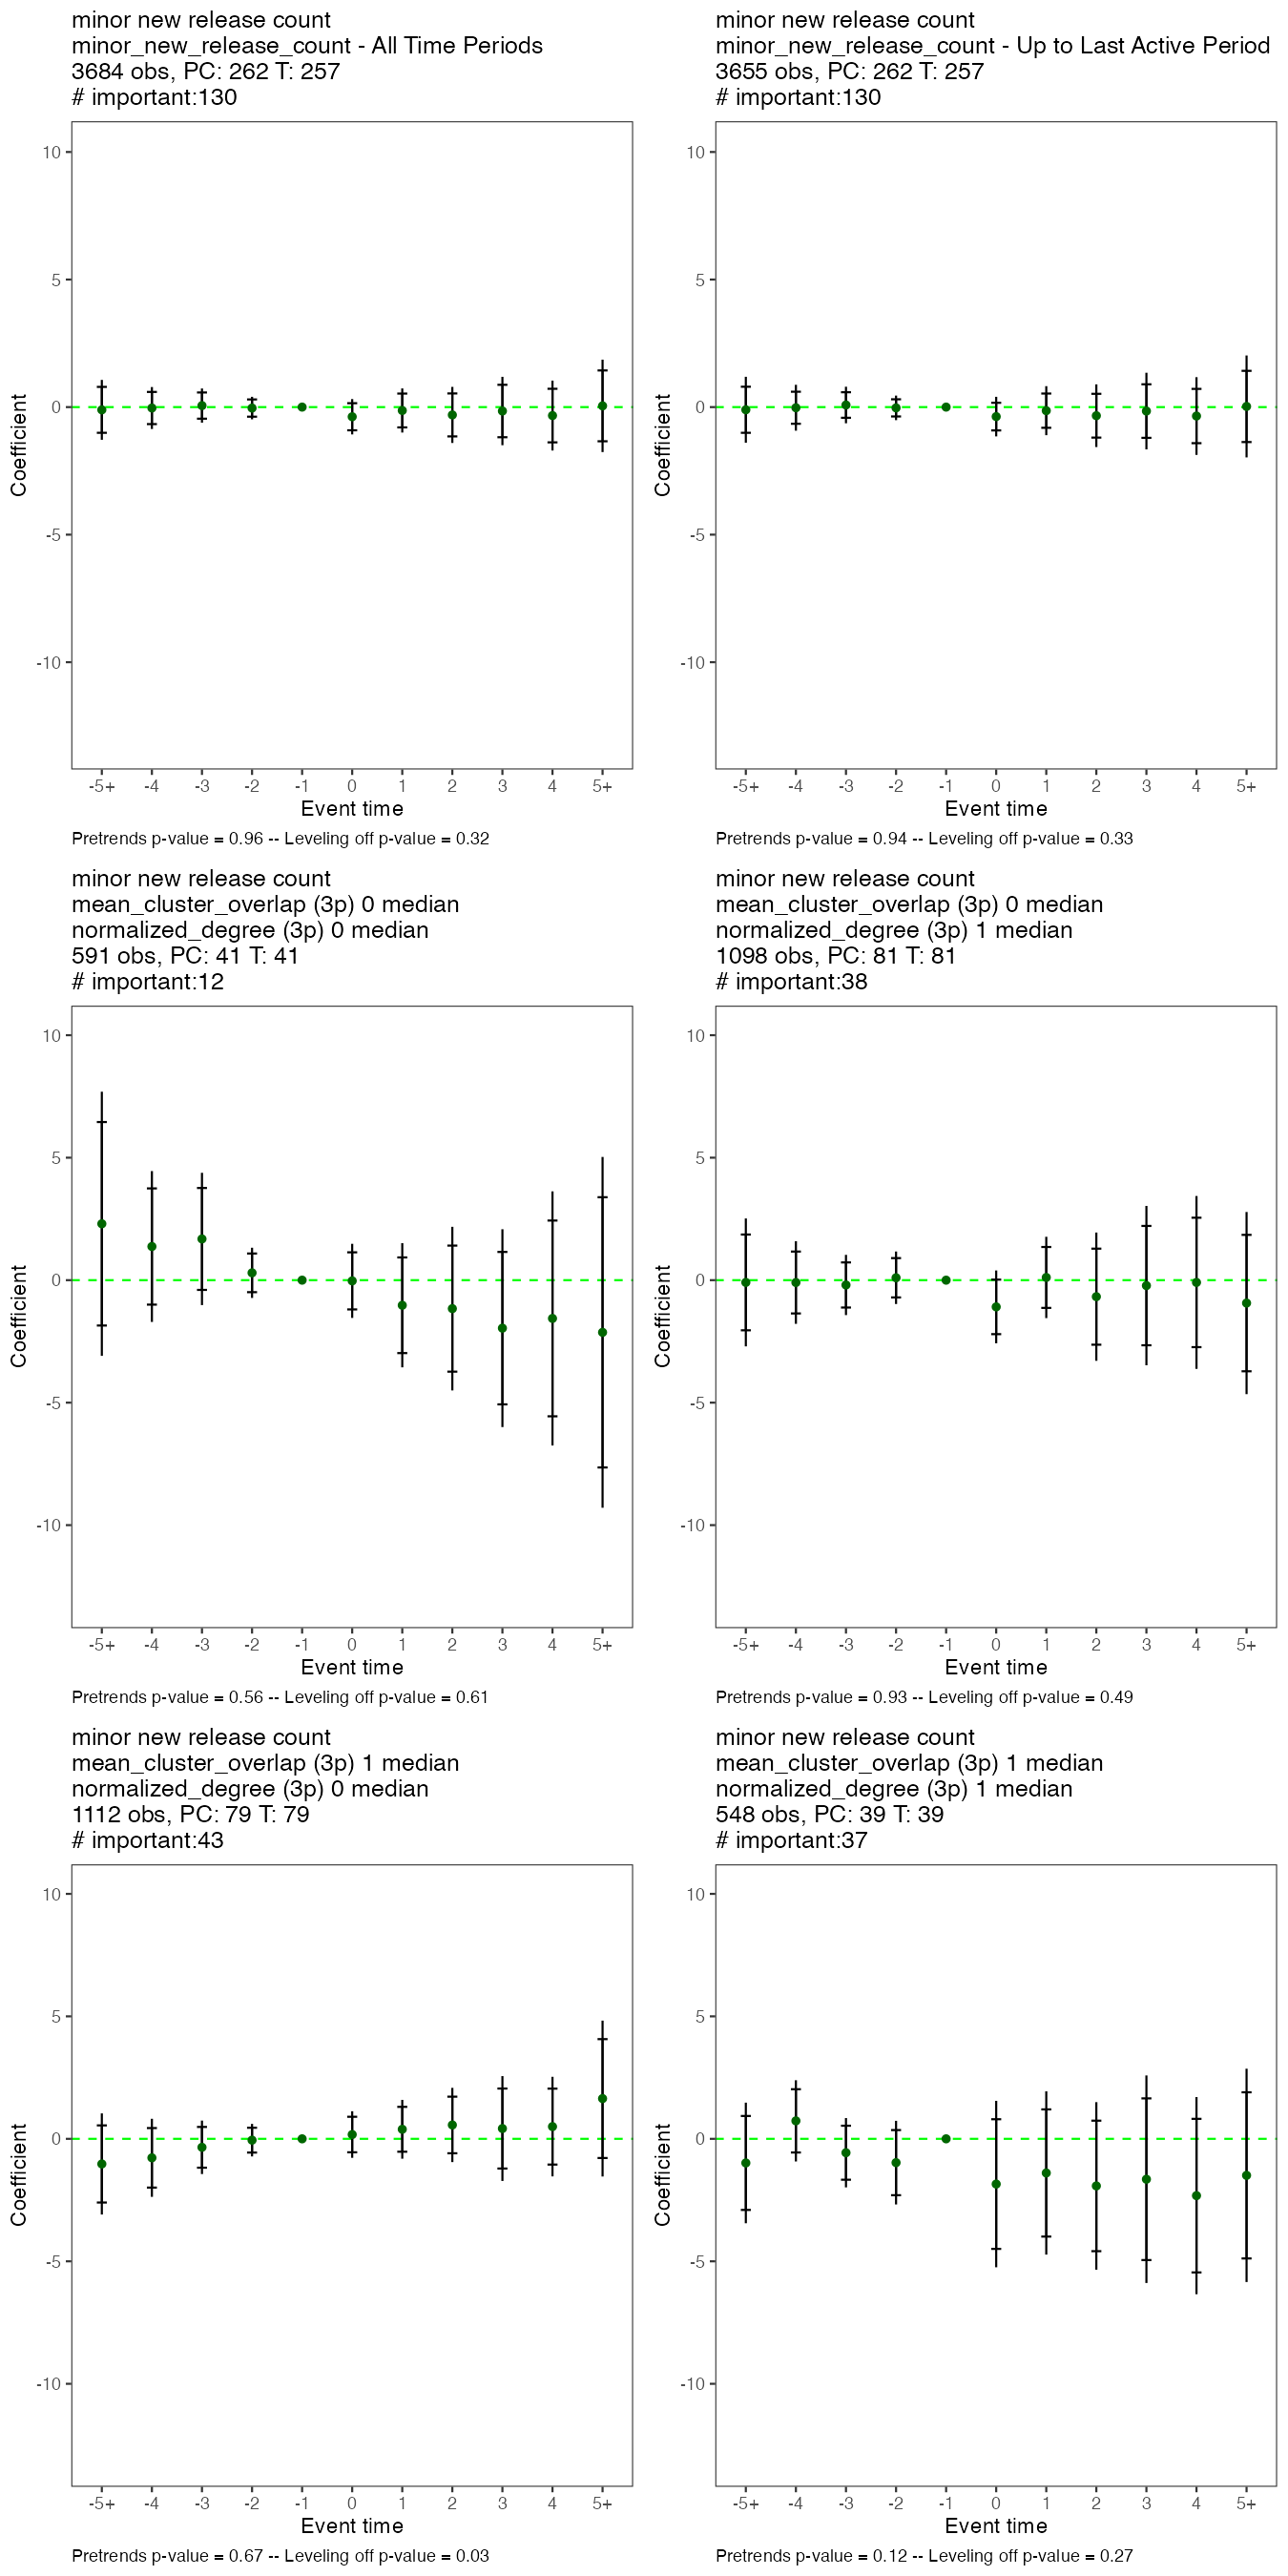 minor new release count
minor_new_release_count - All Time Periods
3684 obs, PC: 262 T: 257
# important:130
10
5
0
-5
-10
Coefficient
-5+ -4 -3 -2 -1 0 1 2 3 4 5+
Event time
Pretrends p-value = 0.96 -- Leveling off p-value = 0.32
minor new release count
minor_new_release_count - Up to Last Active Period
3655 obs, PC: 262 T: 257
# important:130
10
5
0
-5
-10
Coefficient
-5+ -4 -3 -2 -1 0 1 2 3 4 5+
Event time
Pretrends p-value = 0.94 -- Leveling off p-value = 0.33
minor new release count
mean_cluster_overlap (3p) 0 median
normalized_degree (3p) 0 median
591 obs, PC: 41 T: 41
# important:12
10
5
0
-5
-10
Coefficient
-5+ -4 -3 -2 -1 0 1 2 3 4 5+
Event time
Pretrends p-value = 0.56 -- Leveling off p-value = 0.61
minor new release count
mean_cluster_overlap (3p) 0 median
normalized_degree (3p) 1 median
1098 obs, PC: 81 T: 81
# important:38
10
5
0
-5
-10
Coefficient
-5+ -4 -3 -2 -1 0 1 2 3 4 5+
Event time
Pretrends p-value = 0.93 -- Leveling off p-value = 0.49
minor new release count
mean_cluster_overlap (3p) 1 median
normalized_degree (3p) 0 median
1112 obs, PC: 79 T: 79
# important:43
10
5
0
-5
-10
Coefficient
-5+ -4 -3 -2 -1 0 1 2 3 4 5+
Event time
Pretrends p-value = 0.67 -- Leveling off p-value = 0.03
minor new release count
mean_cluster_overlap (3p) 1 median
normalized_degree (3p) 1 median
548 obs, PC: 39 T: 39
# important:37
10
5
0
-5
-10
Coefficient
-5+ -4 -3 -2 -1 0 1 2 3 4 5+
Event time
Pretrends p-value = 0.12 -- Leveling off p-value = 0.27